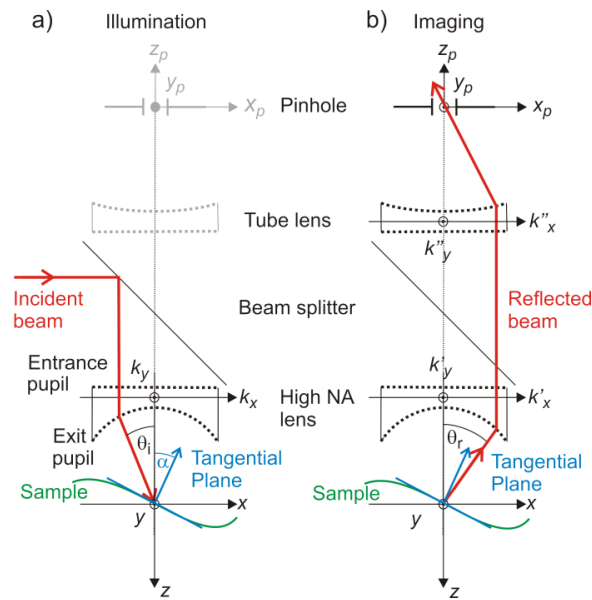 a)
Illumination
z_p
y_p
x_p
Pinhole
Tube lens
Incident
beam
Beam splitter
Entrance
pupil
k_y
k_x
High NA
lens
Exit
pupil
θ_i
α
Tangential
Plane
Sample
y
x
z
b)
Imaging
z_p
y_p
x_p
k''_x
k''_y
Reflected
beam
k'_y
k'_x
θ_r
Tangential
Plane
Sample
y
x
z